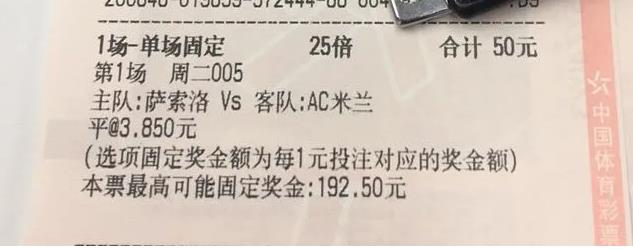 1场-单场固定 25倍 合计 50元
第1场 周二005
主队:萨索洛 Vs 客队:AC米兰
平@3.850元
(选项固定奖金额为每1元投注对应的奖金额)
本票最高可能固定奖金:192.50元
中国体育彩票